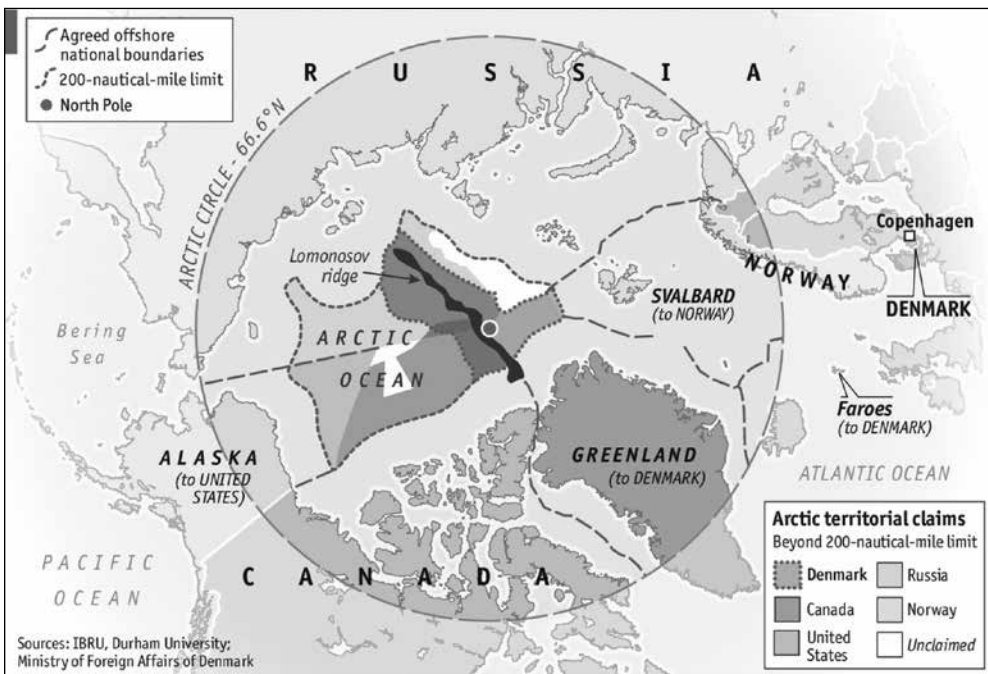 Agreed offshore
national boundaries
200-nautical-mile limit
North Pole
RUSSIA
ARCTIC CIRCLE - 66.6°N
Lomonosov
ridge
ARCTIC
OCEAN
Bering
Sea
SVALBARD
(to NORWAY)
NORWAY
Copenhagen
DENMARK
Faroes
(to DENMARK)
ALASKA
(to UNITED
STATES)
GREENLAND
(to DENMARK)
ATLANTIC OCEAN
PACIFIC
OCEAN
CANADA
Arctic territorial claims
Beyond 200-nautical-mile limit
Denmark
Russia
Canada
Norway
United
States
Unclaimed
Sources: IBRU, Durham University;
Ministry of Foreign Affairs of Denmark